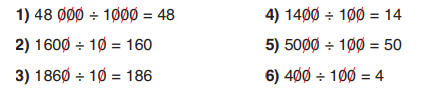 1) 48 000 ÷ 1000 = 48
2) 1600 ÷ 10 = 160
3) 1860 ÷ 10 = 186
4) 1400 ÷ 100 = 14
5) 5000 ÷ 100 = 50
6) 400 ÷ 100 = 4